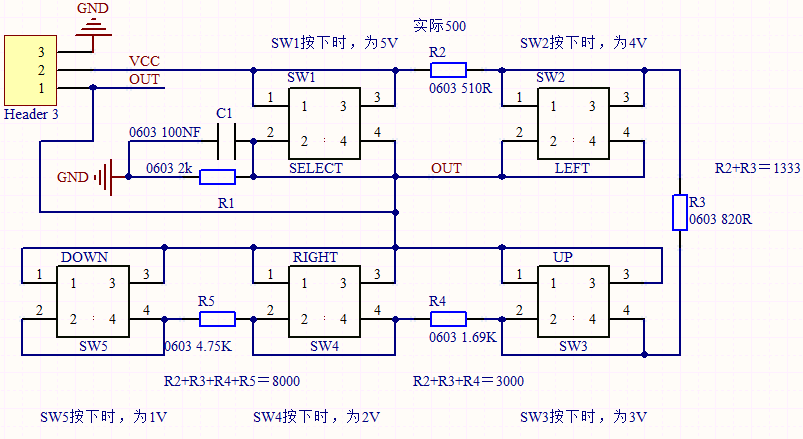 GND
实际500
SW1按下时，为5V
SW2按下时，为4V
3
2
1
Header 3
VCC
OUT
R2
0603 510R
SW1
1
1
3
3
2
2
4
4
SELECT
SW2
1
1
3
3
2
2
4
4
LEFT
C1
0603 100NF
GND
0603 2k
R1
OUT
R2+R3＝1333
R3
0603 820R
DOWN
1
1
3
3
2
2
4
4
SW5
R5
0603 4.75K
RIGHT
1
1
3
3
2
2
4
4
SW4
R4
0603 1.69K
UP
1
1
3
3
2
2
4
4
SW3
R2+R3+R4+R5＝8000
R2+R3+R4＝3000
SW5按下时，为1V
SW4按下时，为2V
SW3按下时，为3V